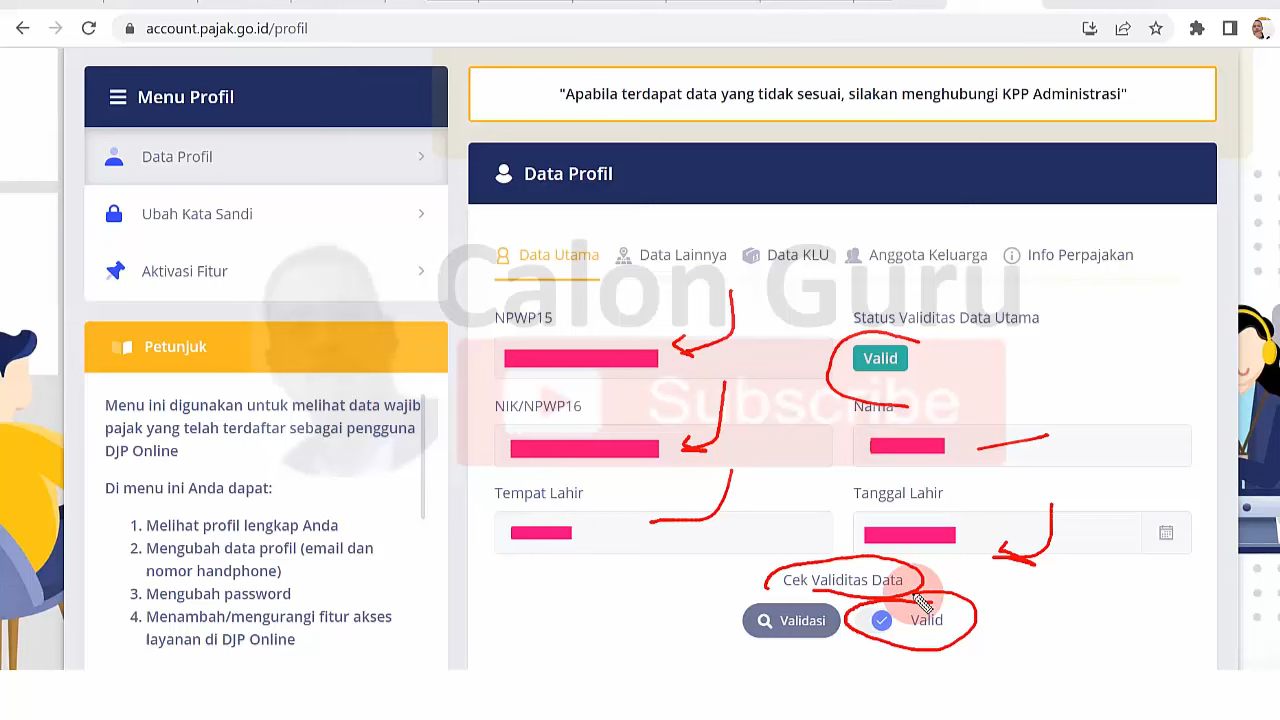 account.pajak.go.id/profil
Menu Profil
Data Profil
Ubah Kata Sandi
Aktivasi Fitur
Petunjuk
Menu ini digunakan untuk melihat data wajib
pajak yang telah terdaftar sebagai pengguna
DJP Online
Di menu ini Anda dapat:
1. Melihat profil lengkap Anda
2. Mengubah data profil (email dan
nomor handphone)
3. Mengubah password
4. Menambah/mengurangi fitur akses
layanan di DJP Online
"Apabila terdapat data yang tidak sesuai, silakan menghubungi KPP Administrasi"
Data Profil
Data Utama Data Lainnya Data KLU Anggota Keluarga Info Perpajakan
Calon Guru
NPWP15 Status Validitas Data Utama
Valid
Subscribe
NIK/NPWP16 Nama
Tempat Lahir Tanggal Lahir
Cek Validitas Data
Validasi Valid